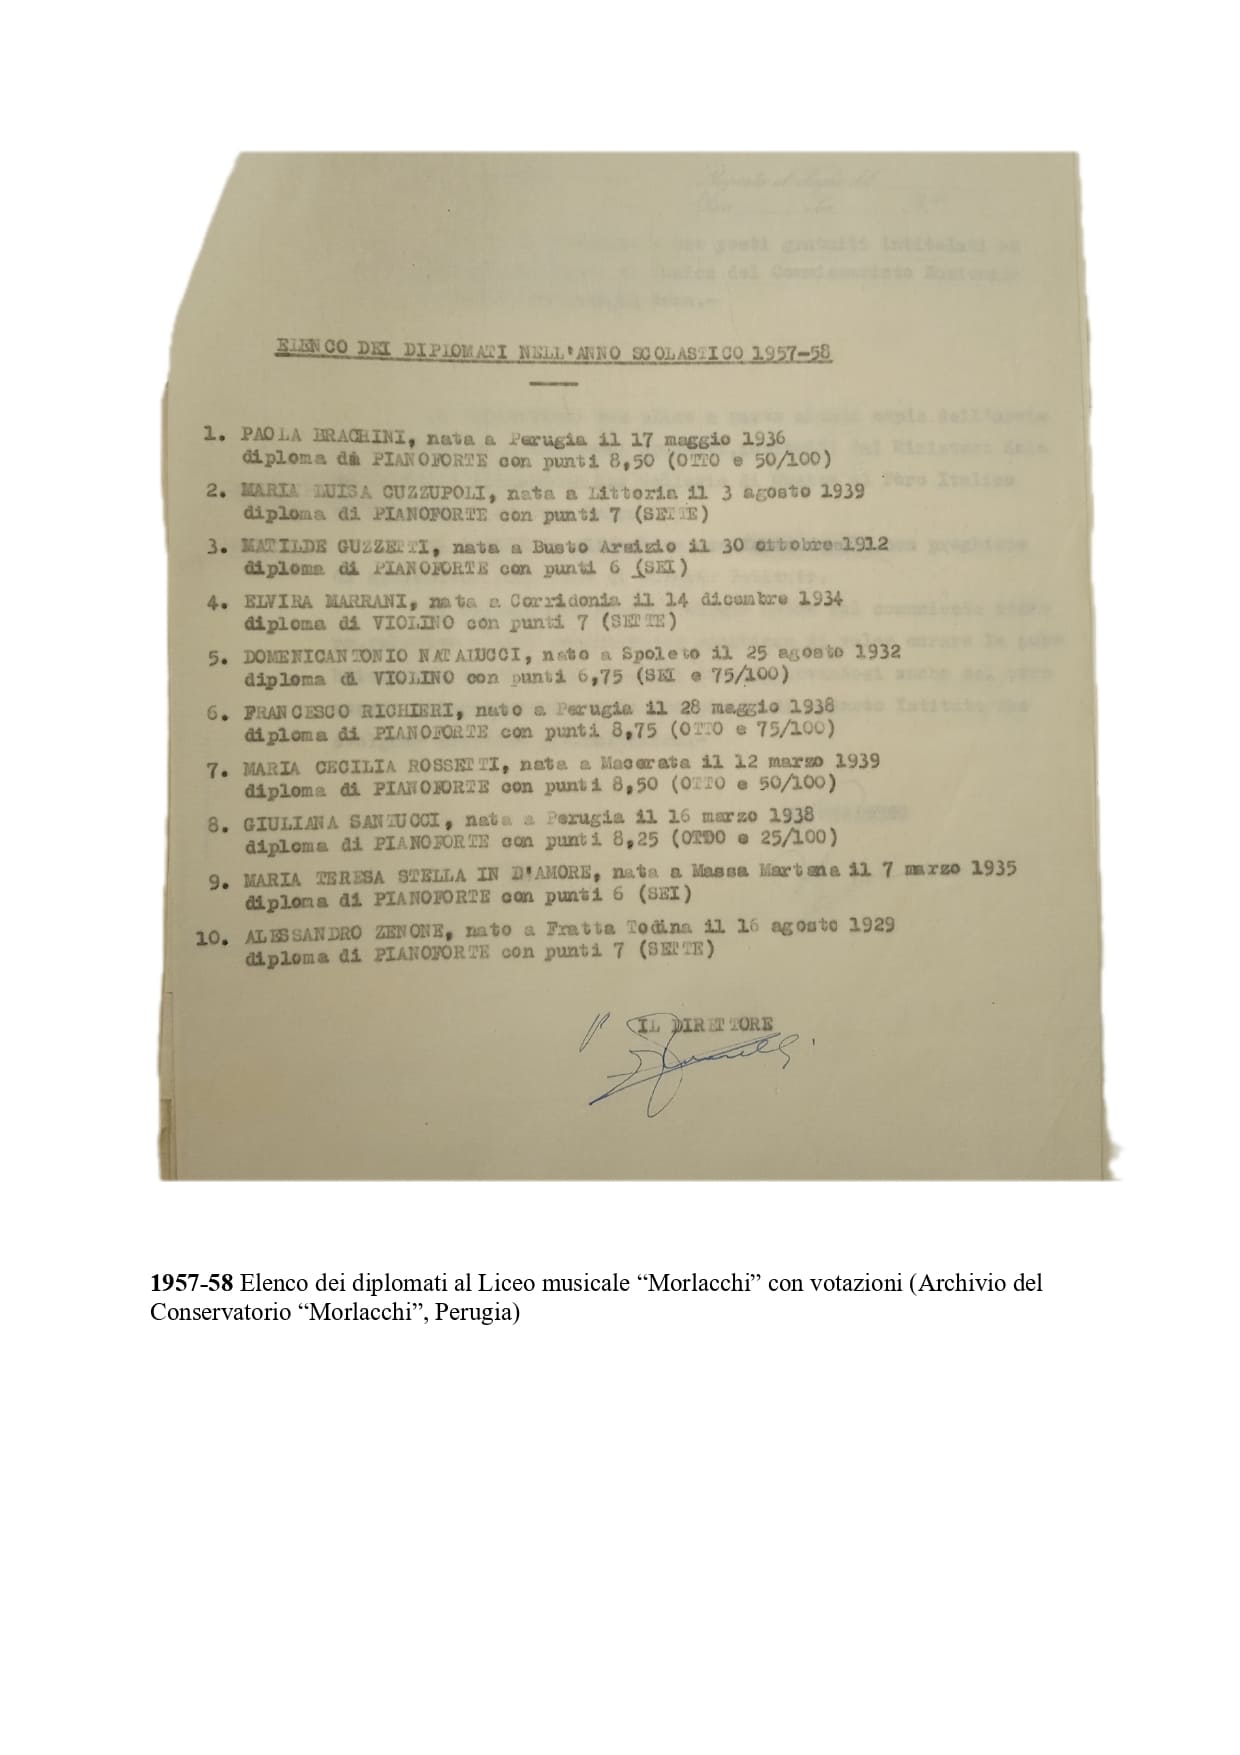 ELENCO DEI DIPLOMATI NELL'ANNO SCOLASTICO 1957-58
1. PAOLA BRACHINI, nata a Perugia il 17 maggio 1936
diploma di PIANOFORTE con punti 8,50 (OTTO e 50/100)
2. MARIA LUISA CUZZUPOLI, nata a Littoria il 3 agosto 1939
diploma di PIANOFORTE con punti 7 (SETTE)
3. MATILDE GUZZETTI, nata a Busto Arsizio il 30 ottobre 1912
diploma di PIANOFORTE con punti 6 (SEI)
4. ELVIRA MARRANI, nata a Corridonia il 14 dicembre 1934
diploma di VIOLINO con punti 7 (SETTE)
5. DOMENICANTONIO NATALUCCI, nato a Spoleto il 25 agosto 1932
diploma di VIOLINO con punti 6,75 (SEI e 75/100)
6. FRANCESCO RICHIERI, nato a Perugia il 28 maggio 1938
diploma di PIANOFORTE con punti 8,75 (OTTO e 75/100)
7. MARIA CECILIA ROSSETTI, nata a Macerata il 12 marzo 1939
diploma di PIANOFORTE con punti 8,50 (OTTO e 50/100)
8. GIULIANA SANTUCCI, nata a Perugia il 16 marzo 1938
diploma di PIANOFORTE con punti 8,25 (OTDO e 25/100)
9. MARIA TERESA STELLA IN D'AMORE, nata a Massa Martana il 7 marzo 1935
diploma di PIANOFORTE con punti 6 (SEI)
10. ALESSANDRO ZENONE, nato a Fratta Todina il 16 agosto 1929
diploma di PIANOFORTE con punti 7 (SETTE)
IL DIRETTORE
1957-58 Elenco dei diplomati al Liceo musicale “Morlacchi” con votazioni (Archivio del
Conservatorio “Morlacchi”, Perugia)